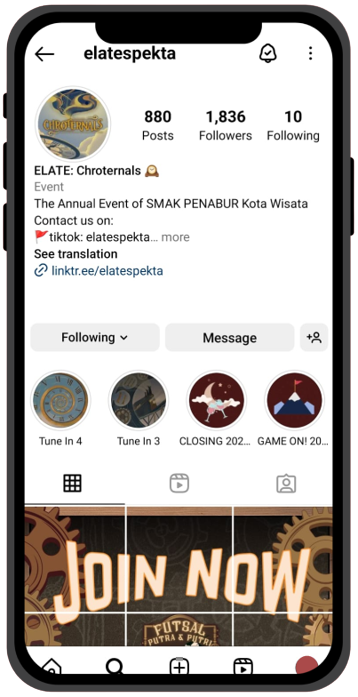 elatespekta
CHROTERNALS
880
Posts
1,836
Followers
10
Following
ELATE: Chroternals
Event
The Annual Event of SMAK PENABUR Kota Wisata
Contact us on:
tiktok: elatespekta... more
See translation
linktr.ee/elatespekta
Following
Message
Tune In 4
Tune In 3
CLOSING 202...
GAME ON! 20...
JOIN NOW
FUTSAL
PUTRA & PUTRI